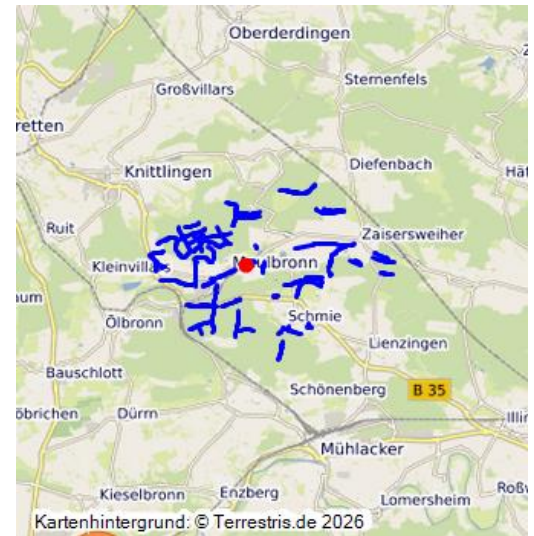 Oberderdingen
Sternenfels
Großvillars
retten
Diefenbach
Knittlingen
Ruit
Zaisersweiher
Kleinvillars
Maulbronn
aum
Ölbronn
Schmie
Lienzingen
Bauschlott
Schönenberg
B 35
öbrichen
Dürrn
Illin
Mühlacker
Kieselbronn
Enzberg
Lomersheim
Roßw
Kartenhintergrund: © Terrestris.de 2026